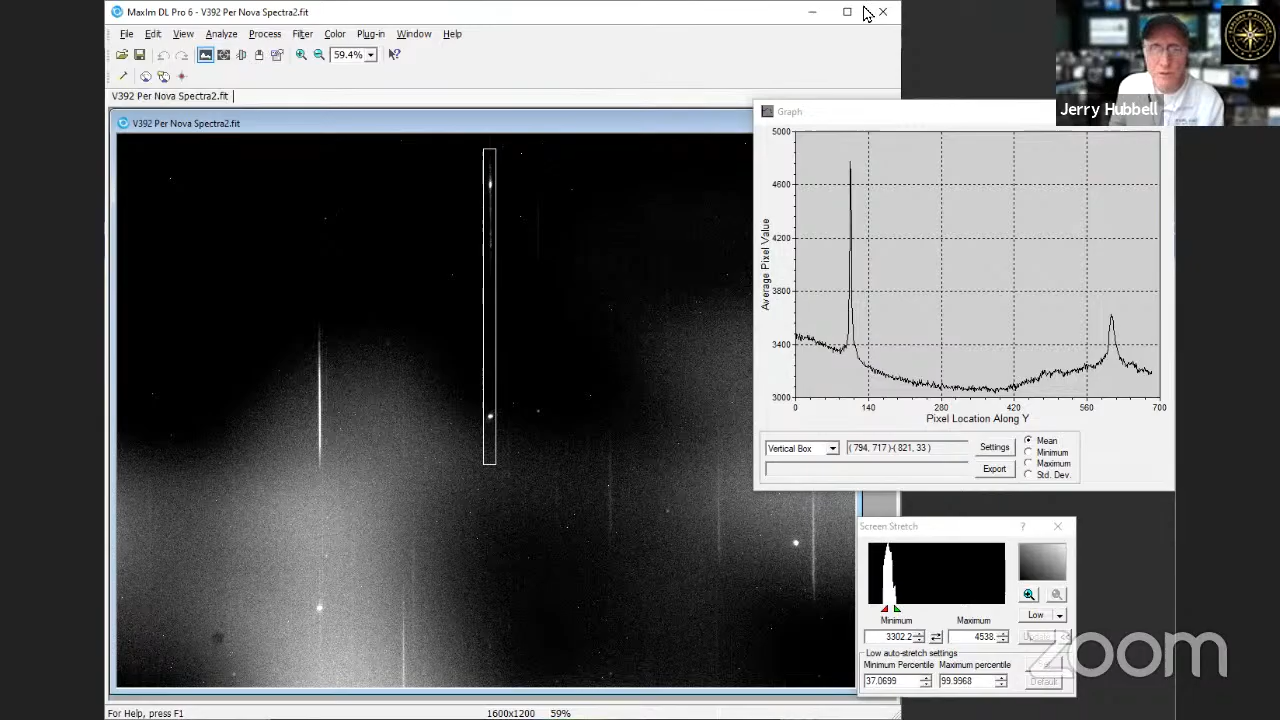 MaxIm DL Pro 6 - V392 Per Nova Spectra2.fit
File Edit View Analyze Process Filter Color Plug-in Window Help
59.4%
V392 Per Nova Spectra2.fit
V392 Per Nova Spectra2.fit
Jerry Hubbell
Graph
5000
4600
4200
3800
3400
3000
Average Pixel Value
0 140 280 420 560 700
Pixel Location Along Y
Vertical Box
( 794, 717 )-( 821, 33 )
Settings
Export
Mean
Minimum
Maximum
Std. Dev.
Screen Stretch
Low
Minimum Maximum
3302.2 4538.
Low auto-stretch settings
Minimum Percentile Maximum percentile
37.0699 99.9968
Default
zoom
For Help, press F1
1600x1200 59%